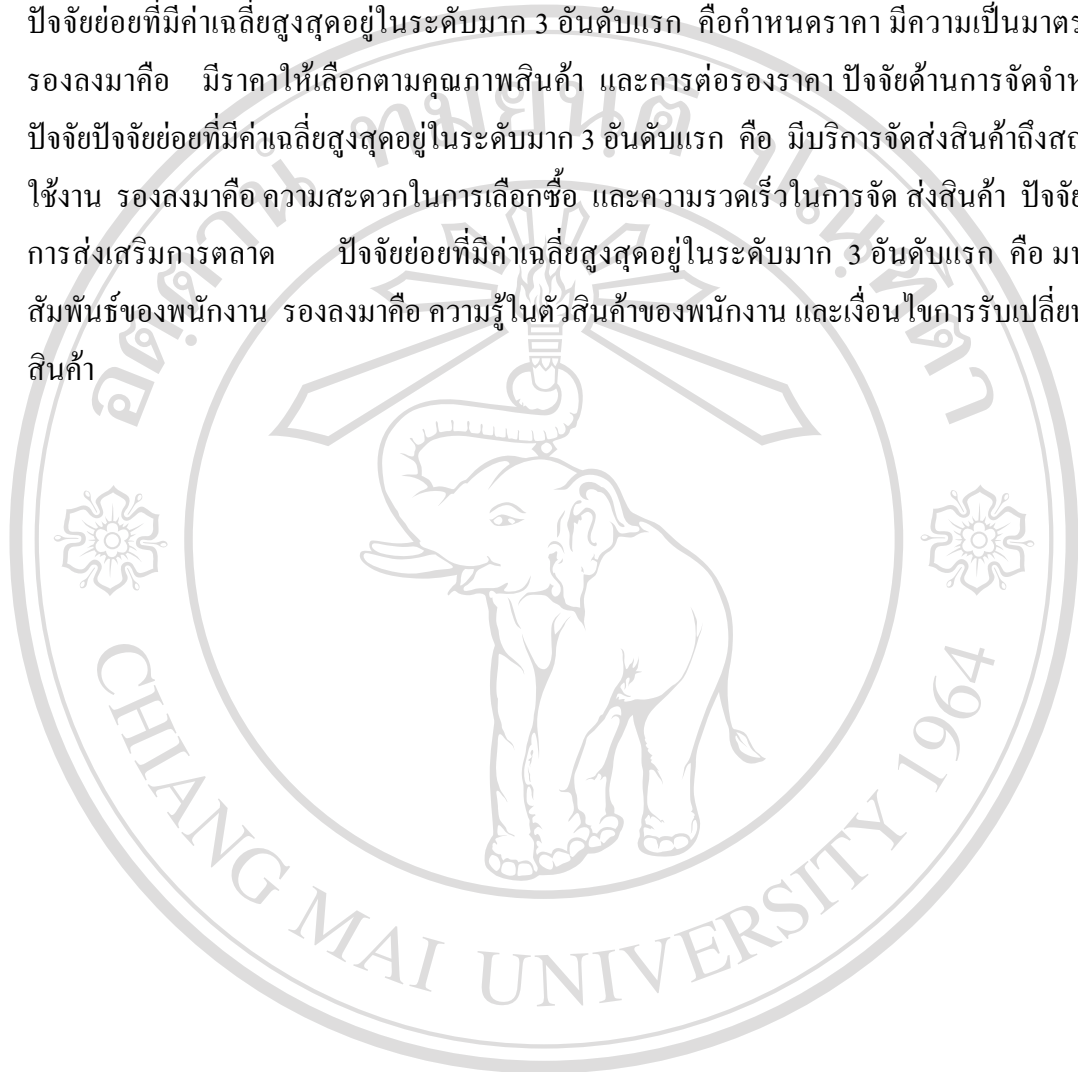 ปัจจัยย่อยที่มีค่าเฉลี่ยสูงสุดอยู่ในระดับมาก 3 อันดับแรก คือกำหนดราคา มีความเป็นมาตร
รองลงมาคือ มีราคาให้เลือกตามคุณภาพสินค้า และการต่อรองราคา ปัจจัยด้านการจัดจำห
ปัจจัยปัจจัยย่อยที่มีค่าเฉลี่ยสูงสุดอยู่ในระดับมาก 3 อันดับแรก คือ มีบริการจัดส่งสินค้าถึงสถ
ใช้งาน รองลงมาคือ ความสะดวกในการเลือกซื้อ และความรวดเร็วในการจัด ส่งสินค้า ปัจจัย
การส่งเสริมการตลาด ปัจจัยย่อยที่มีค่าเฉลี่ยสูงสุดอยู่ในระดับมาก 3 อันดับแรก คือ มน
สัมพันธ์ของพนักงาน รองลงมาคือ ความรู้ในตัวสินค้าของพนักงาน และเงื่อนไขการรับเปลี่ยน
สินค้า
อตฺตานํ ทมยนฺติ ปณฺฑิตา
CHIANG MAI UNIVERSITY 1964